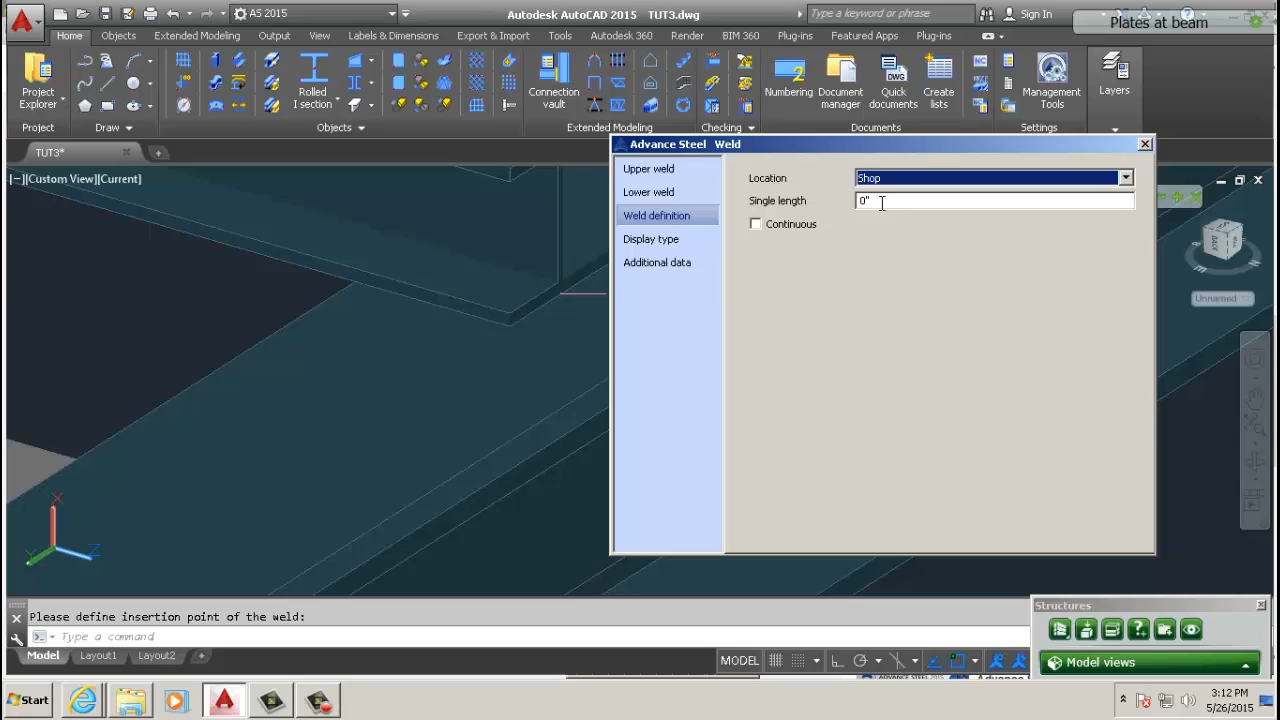 Autodesk AutoCAD 2015 TUT3.dwg
AS 2015
Type a keyword or phrase
Sign In
Plates at beam
Home
Objects
Extended Modeling
Output
View
Labels & Dimensions
Export & Import
Tools
Autodesk 360
Render
BIM 360
Plug-ins
Featured Apps
Plug-ins
Project
Explorer
Rolled
I section
Connection
vault
Numbering
Document
manager
Quick
documents
Create
lists
Management
Tools
Layers
Project
Draw
Objects
Extended Modeling
Checking
Documents
Settings
TUT3*
[−][Custom View][Current]
Advance Steel Weld
Upper weld
Lower weld
Weld definition
Display type
Additional data
Location
Shop
Single length
0"
Continuous
BACK
Unnamed
X
Y
Z
Please define insertion point of the weld:
Type a command
Model
Layout1
Layout2
MODEL
Structures
Model views
Start
3:12 PM
5/26/2015